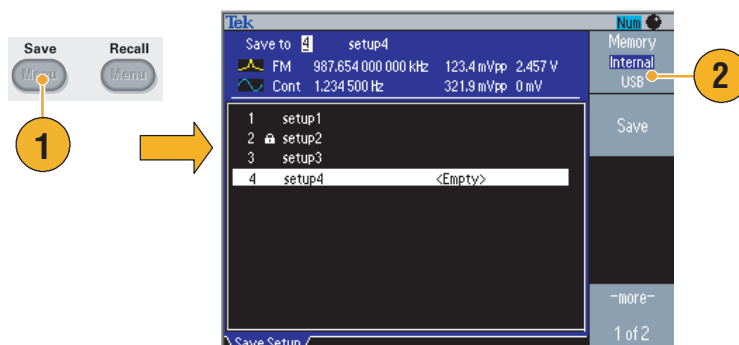 Save Recall
Menu Menu
1
2
Tek Num
Save to 4 setup4
FM 987.654 000 000 kHz 123.4 mVpp 2.457 V
Cont 1.234 500 Hz 321.9 mVpp 0 mV
1 setup1
2 setup2
3 setup3
4 setup4 <Empty>
Save Setup
Memory
Internal
USB
Save
-more-
1 of 2